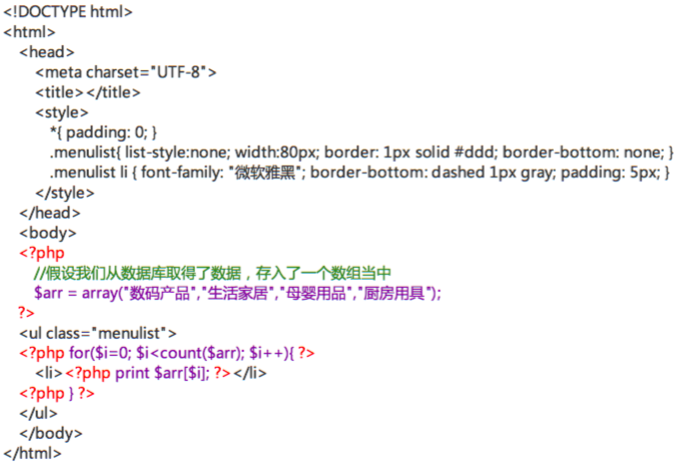 <!DOCTYPE html>
<html>
<head>
<meta charset="UTF-8">
<title></title>
<style>
*{ padding: 0; }
.menulist{ list-style:none; width:80px; border: 1px solid #ddd; border-bottom: none; }
.menulist li { font-family: "微软雅黑"; border-bottom: dashed 1px gray; padding: 5px; }
</style>
</head>
<body>
<?php
//假设我们从数据库取得了数据，存入了一个数组当中
$arr = array("数码产品","生活家居","母婴用品","厨房用具");
?>
<ul class="menulist">
<?php for($i=0; $i<count($arr); $i++){ ?>
<li><?php print $arr[$i]; ?></li>
<?php } ?>
</ul>
</body>
</html>